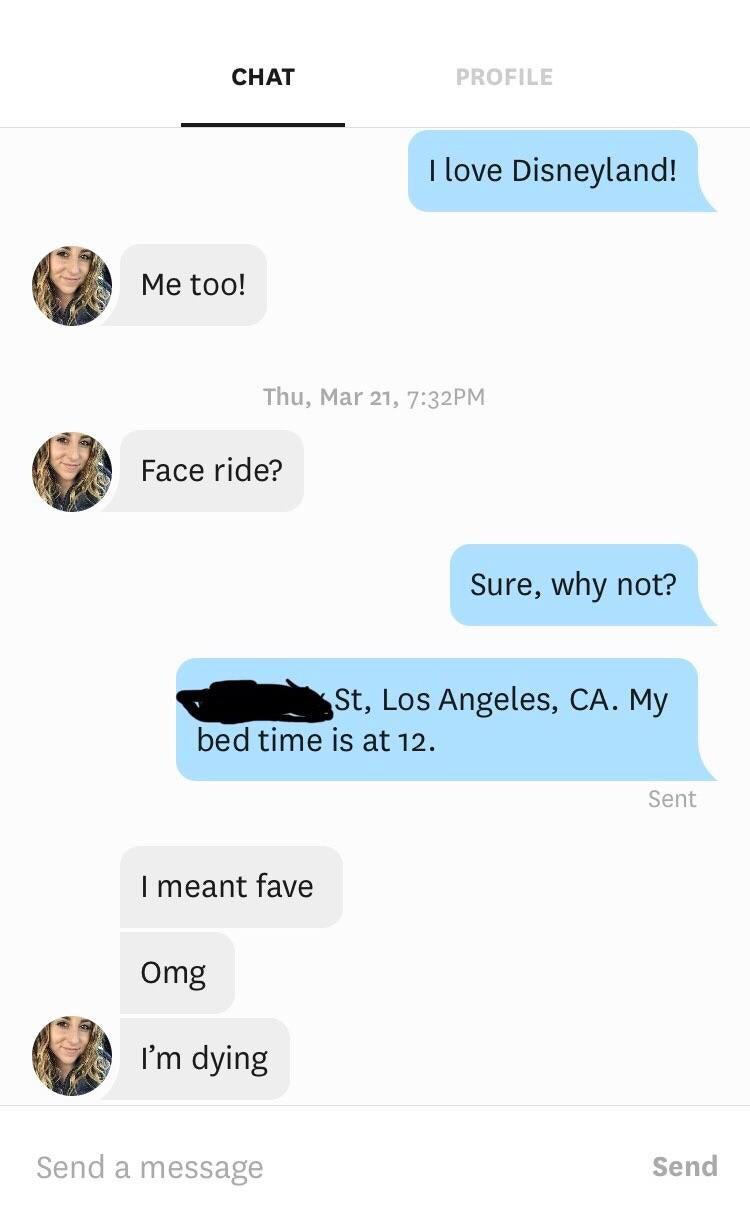 CHAT
PROFILE
I love Disneyland!
Me too!
Thu, Mar 21, 7:32PM
Face ride?
Sure, why not?
St, Los Angeles, CA. My
bed time is at 12.
Sent
I meant fave
Omg
I'm dying
Send a message
Send